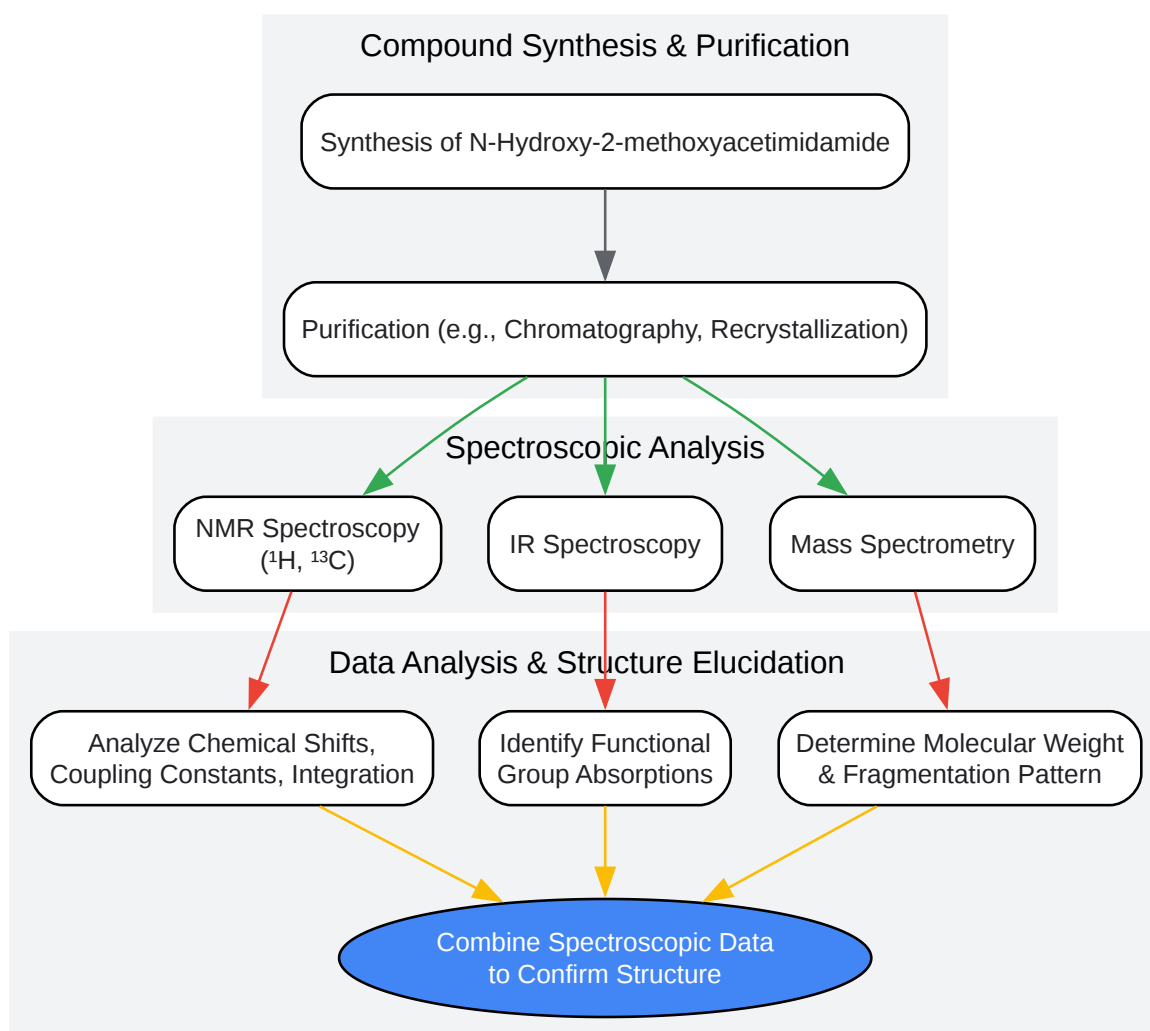 Compound Synthesis & Purification
Synthesis of N-Hydroxy-2-methoxyacetimidamide
Purification (e.g., Chromatography, Recrystallization)
Spectroscopic Analysis
NMR Spectroscopy
(¹H, ¹³C)
IR Spectroscopy
Mass Spectrometry
Data Analysis & Structure Elucidation
Analyze Chemical Shifts,
Coupling Constants, Integration
Identify Functional
Group Absorptions
Determine Molecular Weight
& Fragmentation Pattern
Combine Spectroscopic Data
to Confirm Structure